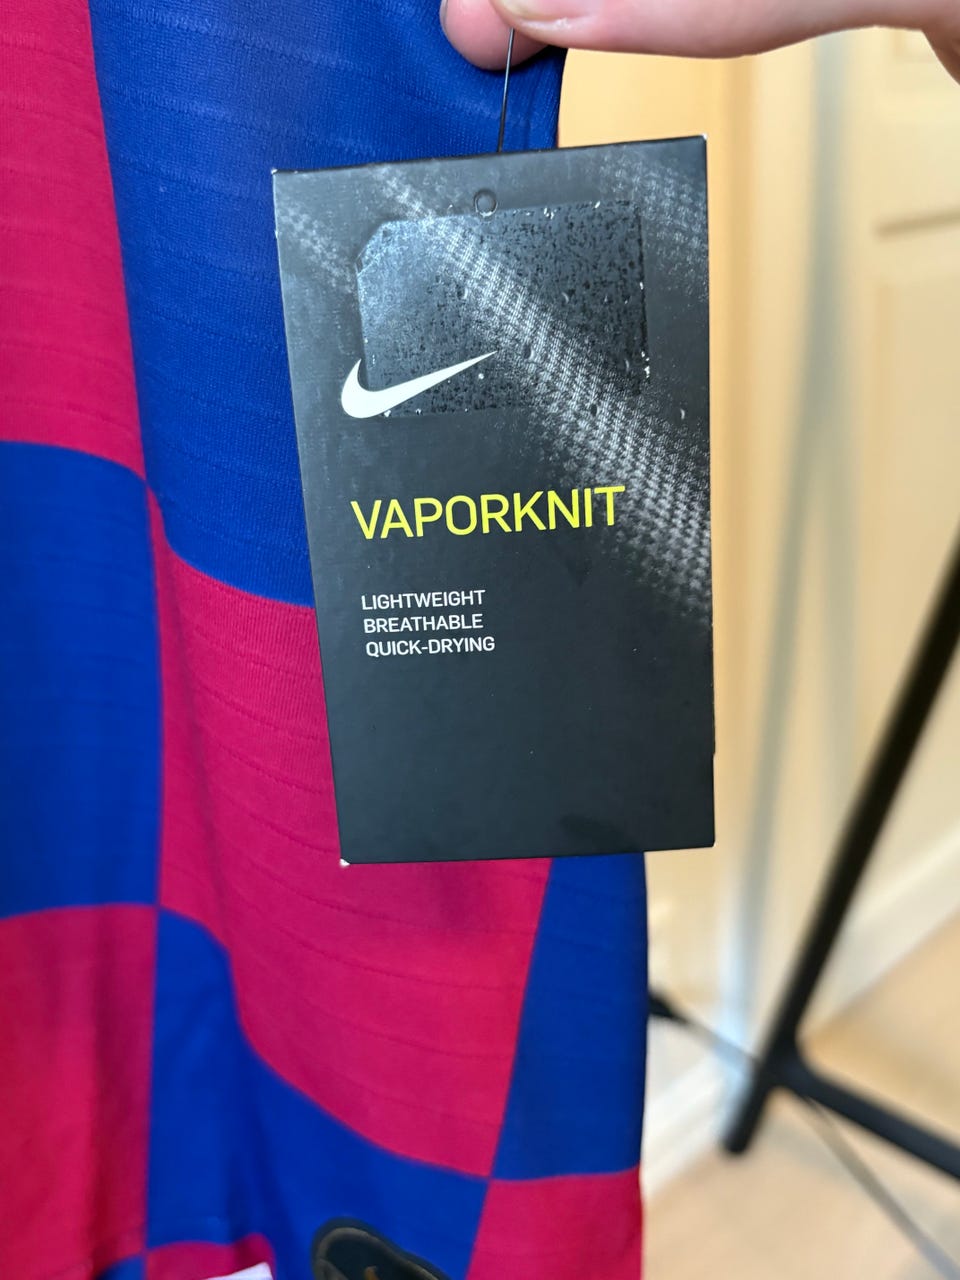 VAPORKNIT
LIGHTWEIGHT
BREATHABLE
QUICK-DRYING